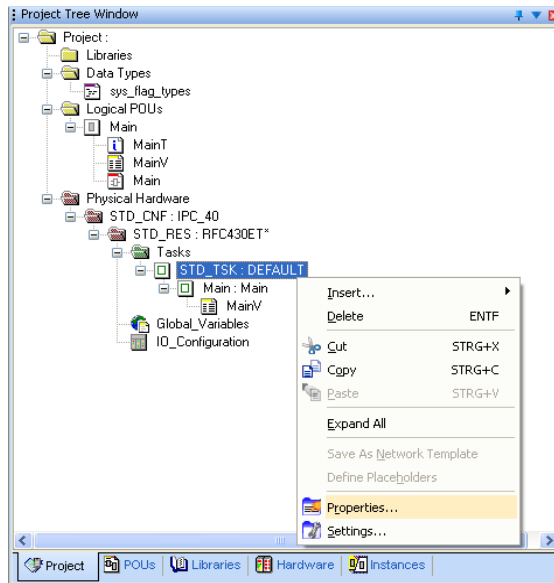 Project Tree Window
Project :
Libraries
Data Types
sys_flag_types
Logical POUs
Main
MainT
MainV
Main
Physical Hardware
STD_CNF : IPC_40
STD_RES : RFC430ET*
Tasks
STD_TSK : DEFAULT
Main : Main
MainV
Global_Variables
IO_Configuration
Insert...
Delete ENTF
Cut STRG+X
Copy STRG+C
Paste STRG+V
Expand All
Save As Network Template
Define Placeholders
Properties...
Settings...
Project POUs Libraries Hardware Instances